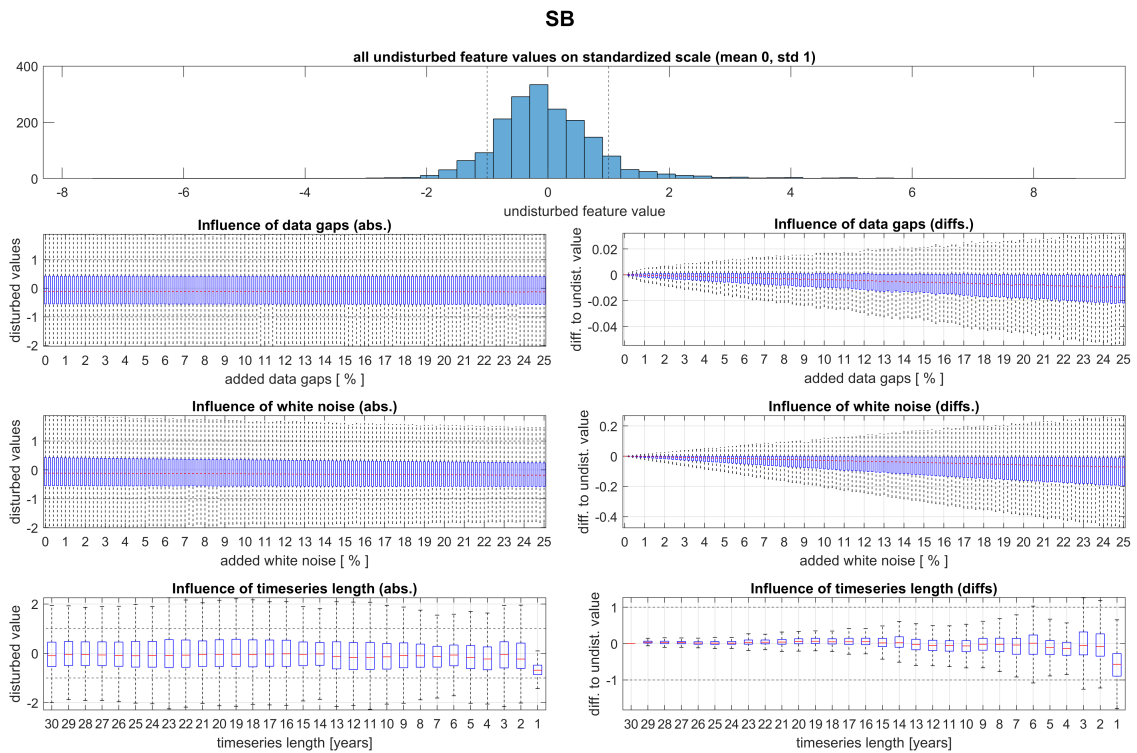 SB
all undisturbed feature values on standardized scale (mean 0, std 1)
400
200
0
-8 -6 -4 -2 0 2 4 6 8
undisturbed feature value
Influence of data gaps (abs.)
disturbed values
1
0
-1
-2
0 1 2 3 4 5 6 7 8 9 10 11 12 13 14 15 16 17 18 19 20 21 22 23 24 25
added data gaps [ % ]
Influence of data gaps (diffs.)
diff. to undist. value
0.02
0
-0.02
-0.04
0 1 2 3 4 5 6 7 8 9 10 11 12 13 14 15 16 17 18 19 20 21 22 23 24 25
added data gaps [ % ]
Influence of white noise (abs.)
disturbed values
1
0
-1
-2
0 1 2 3 4 5 6 7 8 9 10 11 12 13 14 15 16 17 18 19 20 21 22 23 24 25
added white noise [ % ]
Influence of white noise (diffs.)
diff. to undist. value
0.2
0
-0.2
-0.4
0 1 2 3 4 5 6 7 8 9 10 11 12 13 14 15 16 17 18 19 20 21 22 23 24 25
added white noise [ % ]
Influence of timeseries length (abs.)
disturbed value
2
0
-2
30 29 28 27 26 25 24 23 22 21 20 19 18 17 16 15 14 13 12 11 10 9 8 7 6 5 4 3 2 1
timeseries length [years]
Influence of timeseries length (diffs)
diff. to undist. value
1
0
-1
30 29 28 27 26 25 24 23 22 21 20 19 18 17 16 15 14 13 12 11 10 9 8 7 6 5 4 3 2 1
timeseries length [years]